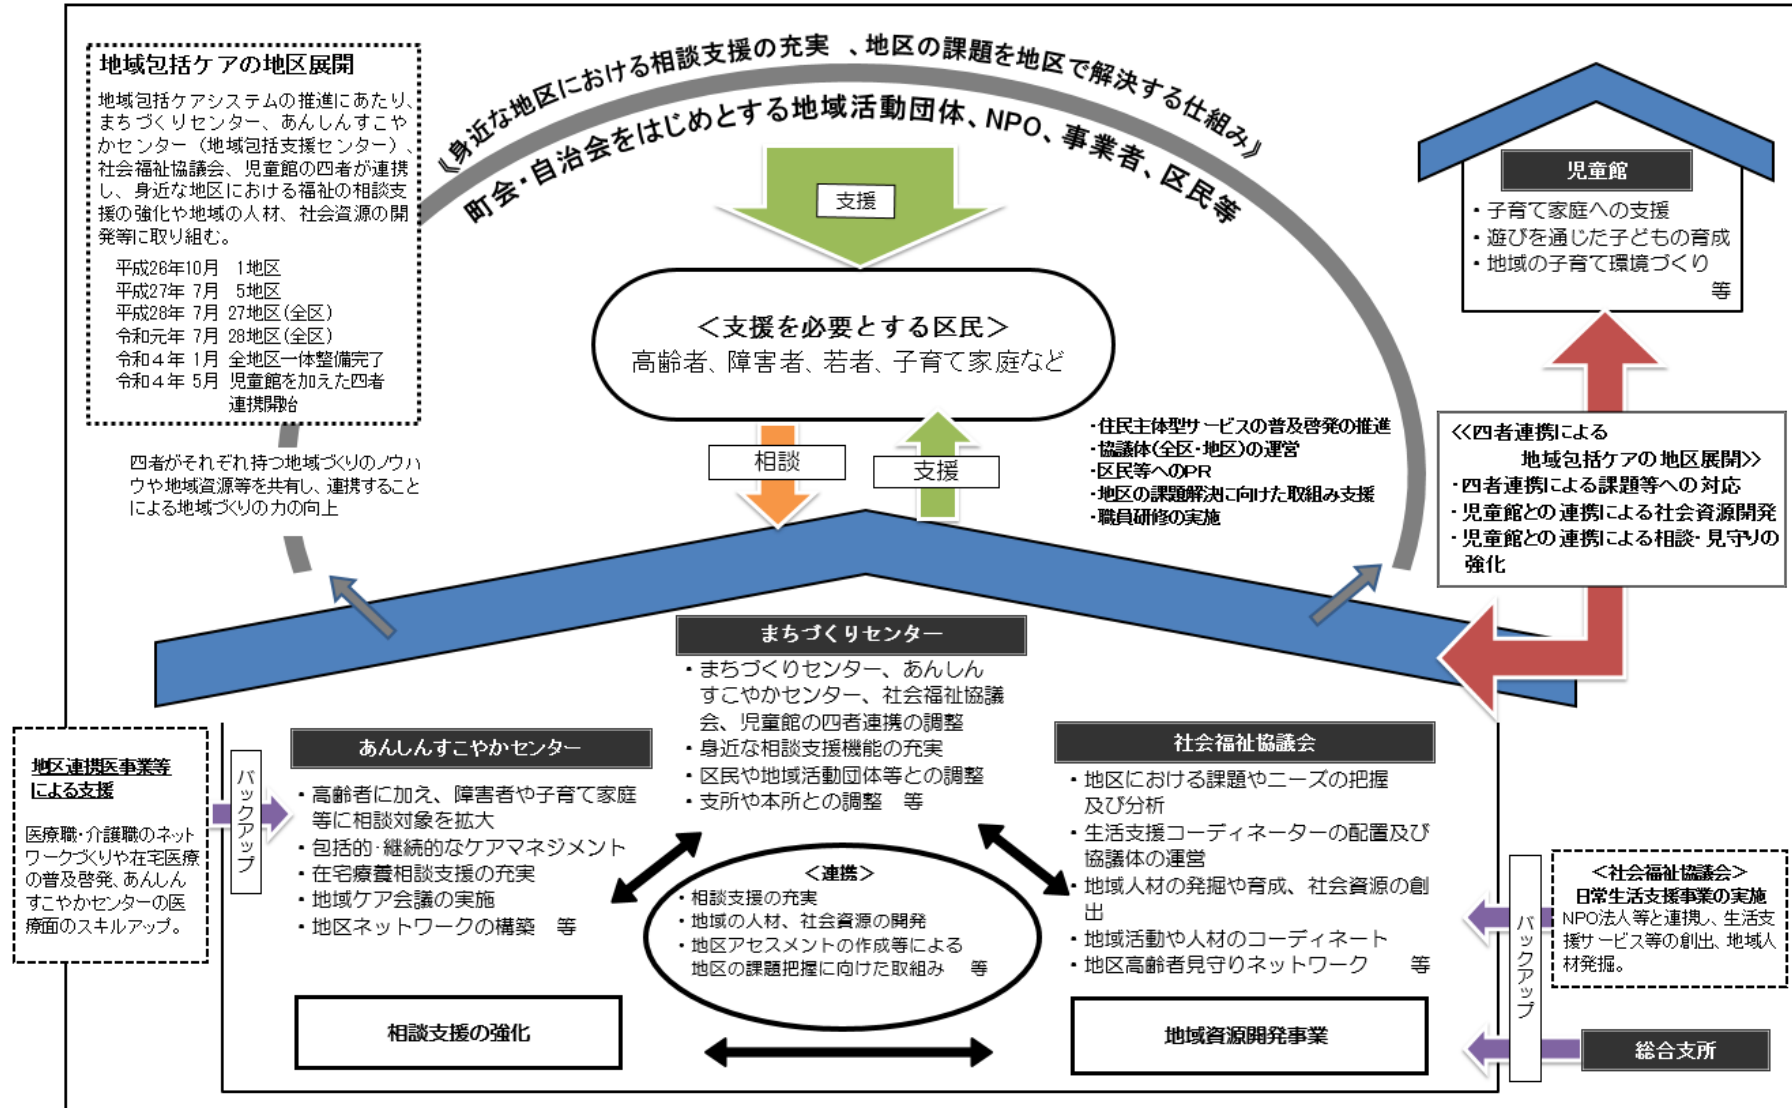 《身近な地区における相談支援の充実　、地区の課題を地区で解決する仕組み》
町会・自治会をはじめとする地域活動団体、NPO、事業者、区民等
地域包括ケアの地区展開
地域包括ケアシステムの推進にあたり、
まちづくりセンター、あんしんすこや
かセンター（地域包括支援センター）、
社会福祉協議会、児童館の四者が連携
し、身近な地区における福祉の相談支
援の強化や地域の人材、社会資源の開
発等に取り組む。
平成26年10月　1地区
平成27年 7月　5地区
平成28年 7月 27地区(全区)
令和元年 7月 28地区(全区)
令和４年 1月 全地区一体整備完了
令和４年 5月 児童館を加えた四者
連携開始
四者がそれぞれ持つ地域づくりのノウハ
ウや地域資源等を共有し、連携すること
による地域づくりの力の向上
支援
＜支援を必要とする区民＞
高齢者、障害者、若者、子育て家庭など
相談
支援
・住民主体型サービスの普及啓発の推進
・協議体(全区・地区)の運営
・区民等へのPR
・地区の課題解決に向けた取組み支援
・職員研修の実施
児童館
・子育て家庭への支援
・遊びを通じた子どもの育成
・地域の子育て環境づくり
等
<<四者連携による
地域包括ケアの地区展開>>
・四者連携による課題等への対応
・児童館との連携による社会資源開発
・児童館との連携による相談・見守りの
強化
まちづくりセンター
・まちづくりセンター、あんしん
すこやかセンター、社会福祉協議
会、児童館の四者連携の調整
・身近な相談支援機能の充実
・区民や地域活動団体等との調整
・支所や本所との調整　等
地区連携医事業等
による支援
医療職・介護職のネット
ワークづくりや在宅医療
の普及啓発、あんしん
すこやかセンターの医
療面のスキルアップ。
バックアップ
あんしんすこやかセンター
・高齢者に加え、障害者や子育て家庭
等に相談対象を拡大
・包括的・継続的なケアマネジメント
・在宅療養相談支援の充実
・地域ケア会議の実施
・地区ネットワークの構築　等
相談支援の強化
＜連携＞
・相談支援の充実
・地域の人材、社会資源の開発
・地区アセスメントの作成等による
地区の課題把握に向けた取組み　等
社会福祉協議会
・地区における課題やニーズの把握
及び分析
・生活支援コーディネーターの配置及び
協議体の運営
・地域人材の発掘や育成、社会資源の創
出
・地域活動や人材のコーディネート
・地区高齢者見守りネットワーク　　等
地域資源開発事業
バックアップ
＜社会福祉協議会＞
日常生活支援事業の実施
NPO法人等と連携し、生活支
援サービス等の創出、地域人
材発掘。
総合支所